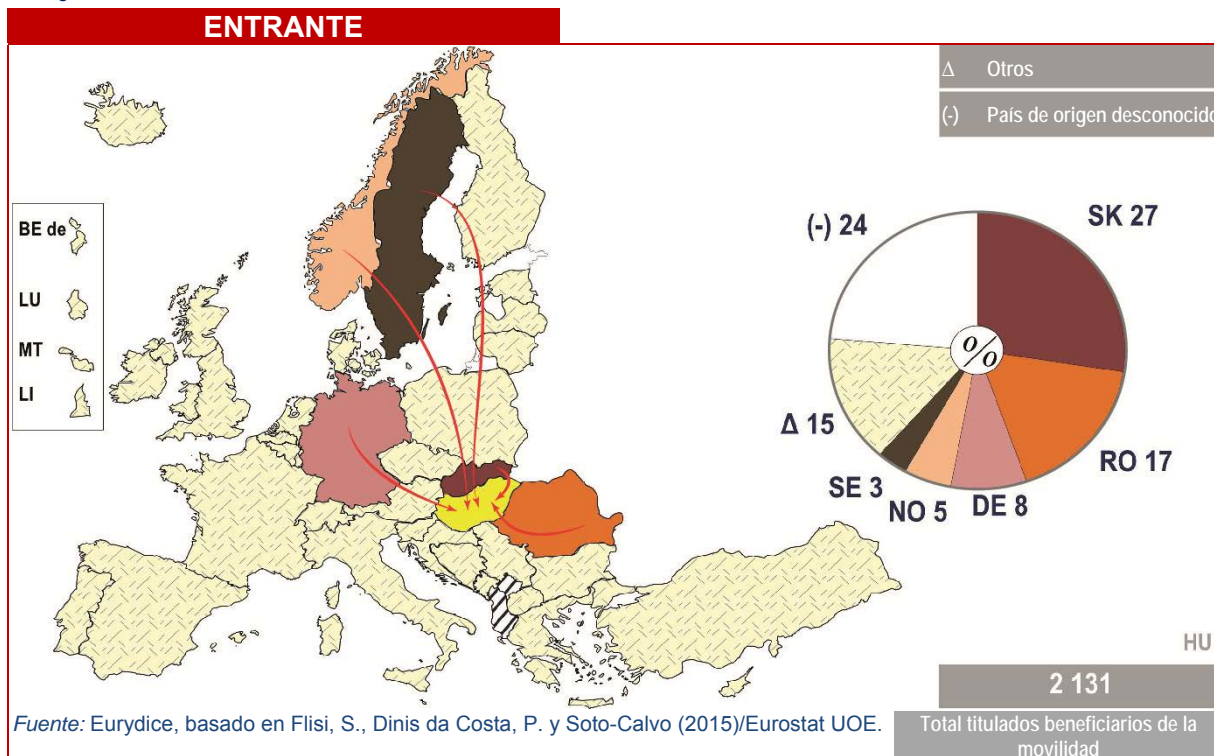 ENTRANTE
Δ Otros
(-) País de origen desconocido
BE de
LU
MT
LI
(-) 24
SK 27
%
Δ 15
RO 17
SE 3
NO 5
DE 8
HU
2 131
Fuente: Eurydice, basado en Flisi, S., Dinis da Costa, P. y Soto-Calvo (2015)/Eurostat UOE.
Total titulados beneficiarios de la
movilidad